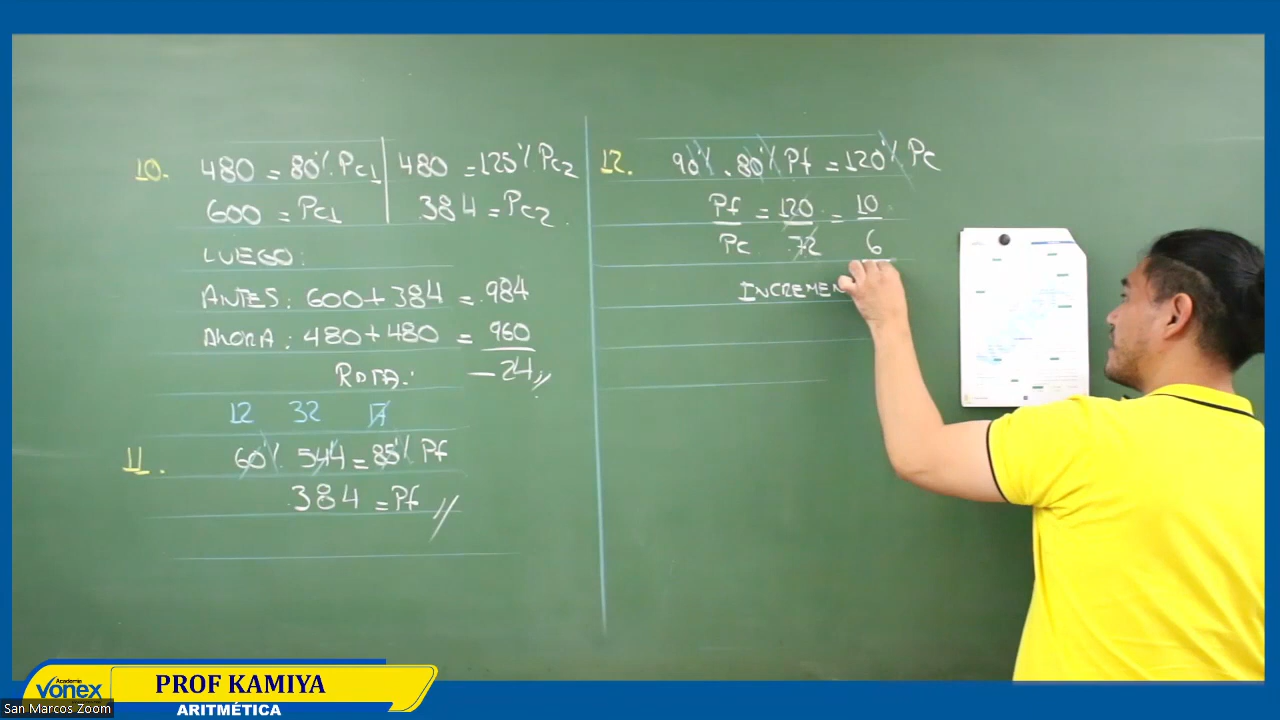 10. 480 = 80% Pc1 | 480 = 125% Pc2
600 = Pc1 | 384 = Pc2
LUEGO:
ANTES: 600 + 384 = 984
AHORA: 480 + 480 = 960
RPTA: - 24 //
12 32
11. 60% 544 = 85% Pf
384 = Pf //
12. 90% . 80% Pf = 120% Pc
Pf/Pc = 120/72 = 10/6
INCREMEN
Academia
Vonex
PROF KAMIYA
ARITMÉTICA
San Marcos Zoom